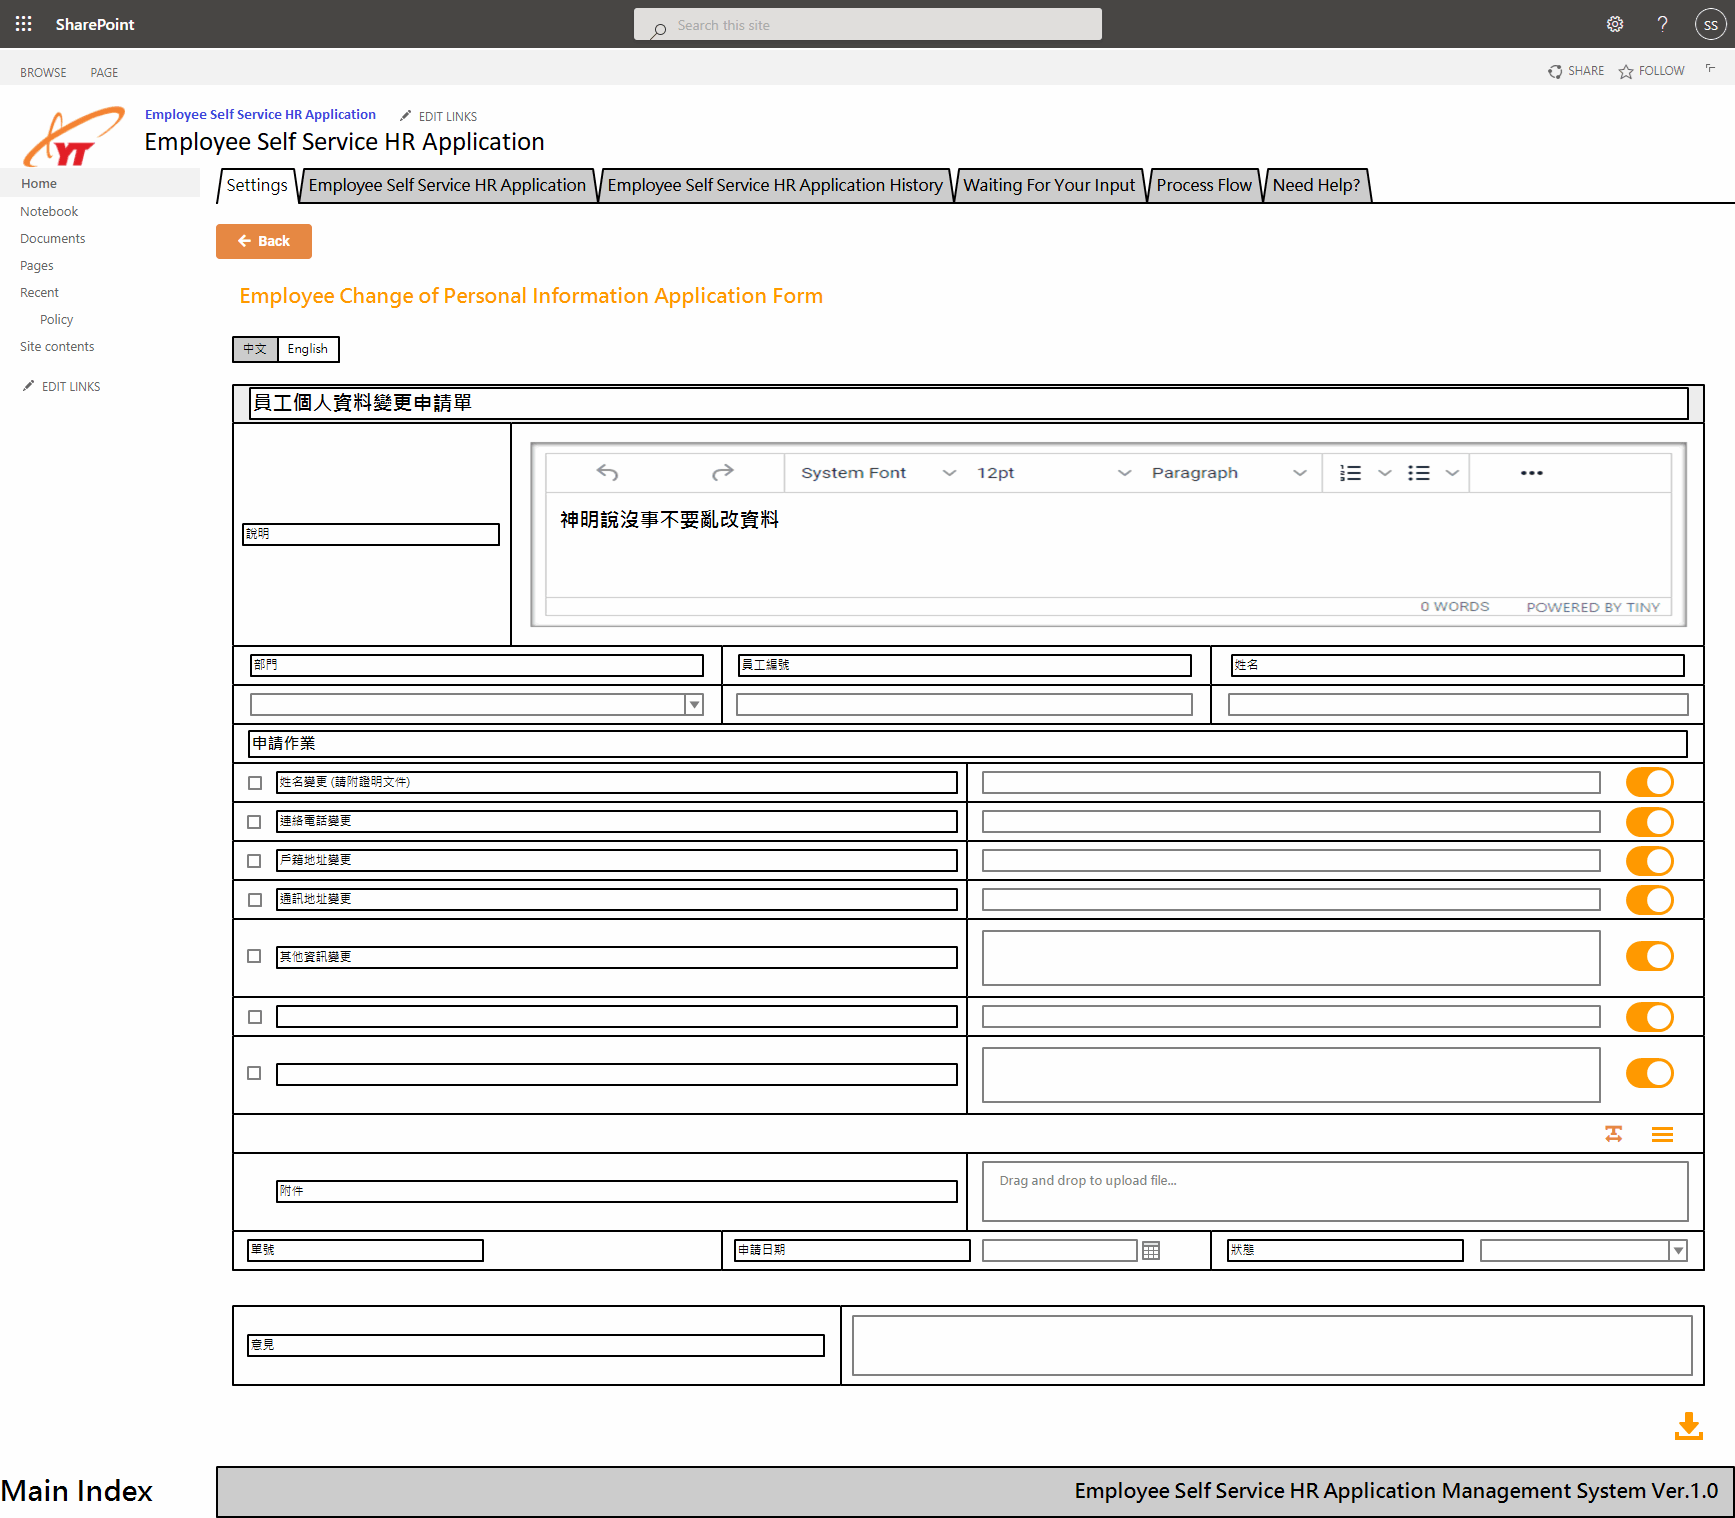 SharePoint
Search this site
SS
BROWSE PAGE
SHARE FOLLOW
YT
Employee Self Service HR Application EDIT LINKS
Employee Self Service HR Application
Settings Employee Self Service HR Application Employee Self Service HR Application History Waiting For Your Input Process Flow Need Help?
Home
Notebook
Documents
Pages
Recent
Policy
Site contents
EDIT LINKS
Back
Employee Change of Personal Information Application Form
中文 English
員工個人資料變更申請單
說明
System Font 12pt Paragraph
神明說沒事不要亂改資料
0 WORDS POWERED BY TINY
部門 員工編號 姓名
申請作業
姓名變更 (請附證明文件)
連絡電話變更
戶籍地址變更
通訊地址變更
其他資訊變更
附件
Drag and drop to upload file...
單號 申請日期 狀態
意見
Main Index
Employee Self Service HR Application Management System Ver.1.0